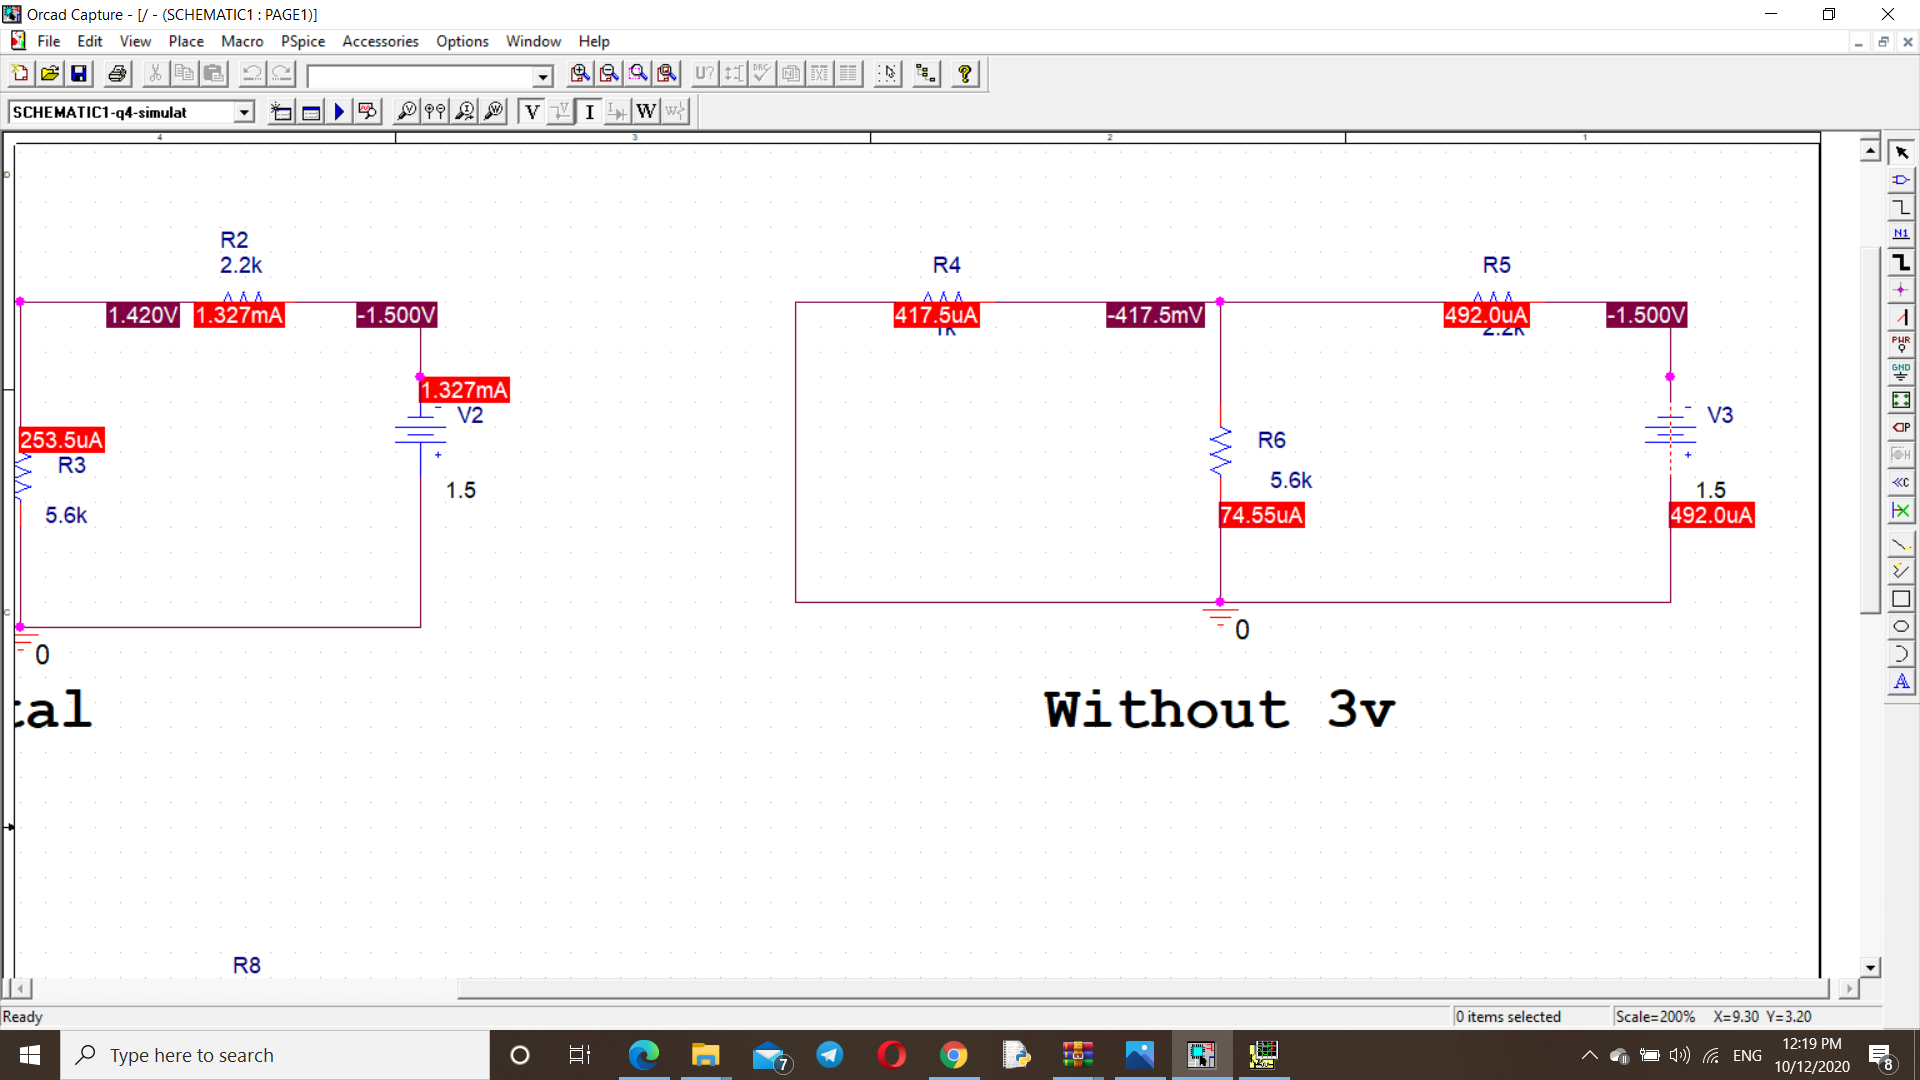 Orcad Capture - [/ - (SCHEMATIC1 : PAGE1)]
File Edit View Place Macro PSpice Accessories Options Window Help
U? DRC
SCHEMATIC1-q4-simulat
V I W
4 3 2 1
D
R2
2.2k
1.420V 1.327mA -1.500V
1.327mA
V2
253.5uA
R3
1.5
5.6k
0
tal
R4 R5
417.5uA -417.5mV 492.0uA -1.500V
1k 2.2k
V3
R6
5.6k
1.5
74.55uA 492.0uA
0
Without 3v
C
R8
N1
PWR
GND
Ready
0 items selected Scale=200% X=9.30 Y=3.20
Type here to search
7
ENG
12:19 PM
10/12/2020
8